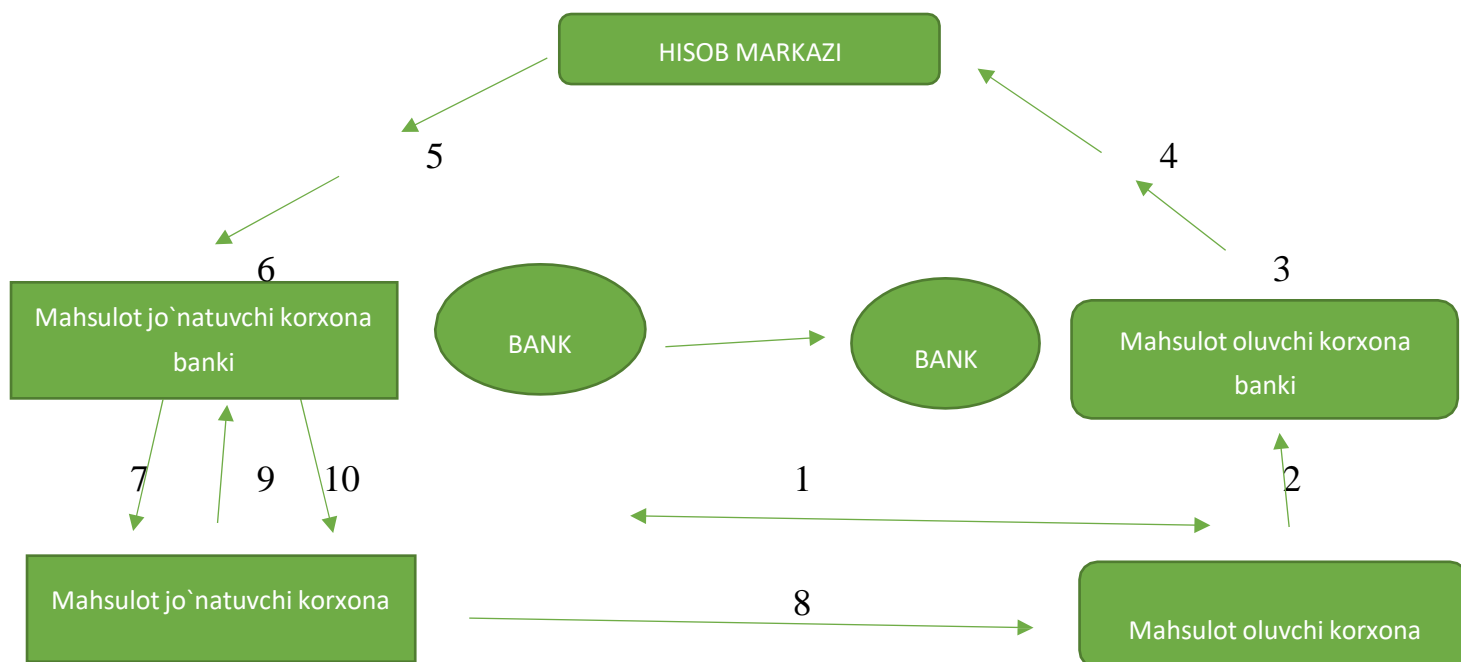 HISOB MARKAZI
5
4
6
3
Mahsulot jo`natuvchi korxona
banki
BANK
BANK
Mahsulot oluvchi korxona
banki
7
9
10
1
2
Mahsulot jo`natuvchi korxona
8
Mahsulot oluvchi korxona